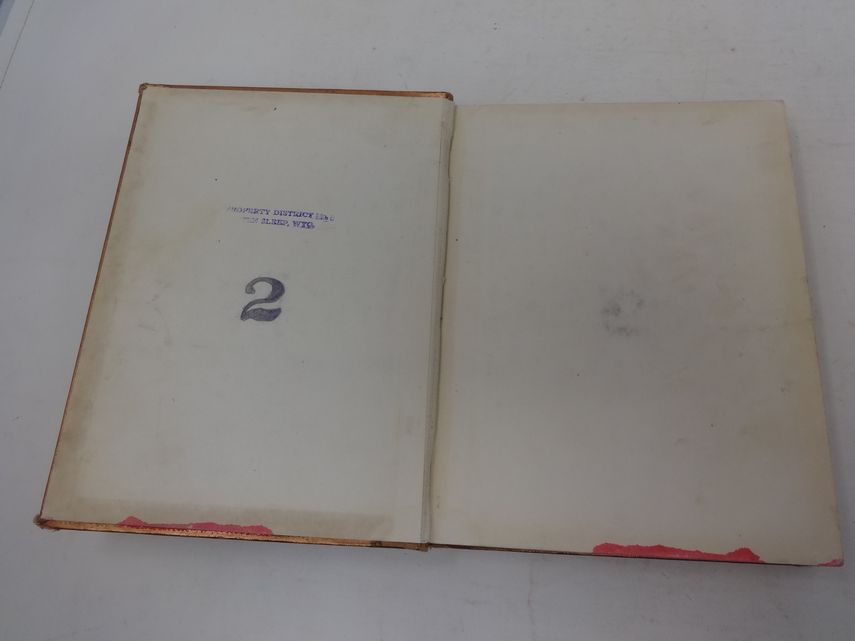 PROPERTY DISTRICT
TEN SLEEP, WYO.
2